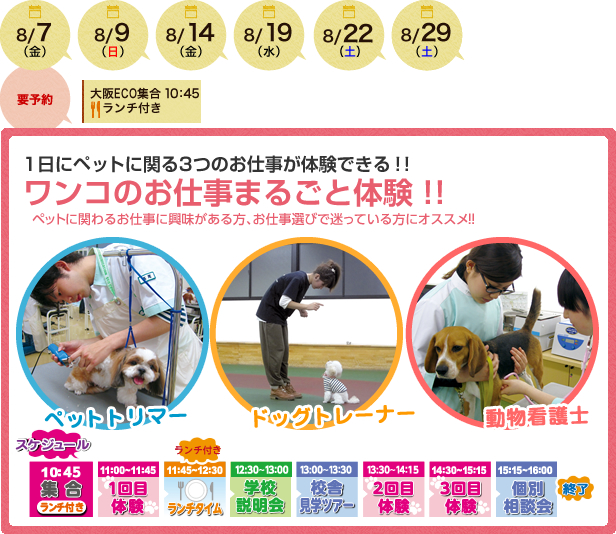 8/7
(金)
8/9
(日)
8/14
(金)
8/19
(水)
8/22
(土)
8/29
(土)
要予約
大阪ECO集合 10:45
ランチ付き
1日にペットに関る3つのお仕事が体験できる!!
ワンコのお仕事まるごと体験!!
ペットに関わるお仕事に興味がある方、お仕事選びで迷っている方にオススメ!!
ペットトリマー
ドッグトレーナー
動物看護士
スケジュール
10:45
集合
ランチ付き
11:00~11:45
1回目
体験
ランチ付き
11:45~12:30
ランチタイム
12:30~13:00
学校
説明会
13:00~13:30
校舎
見学ツアー
13:30~14:15
2回目
体験
14:30~15:15
3回目
体験
15:15~16:00
個別
相談会
終了